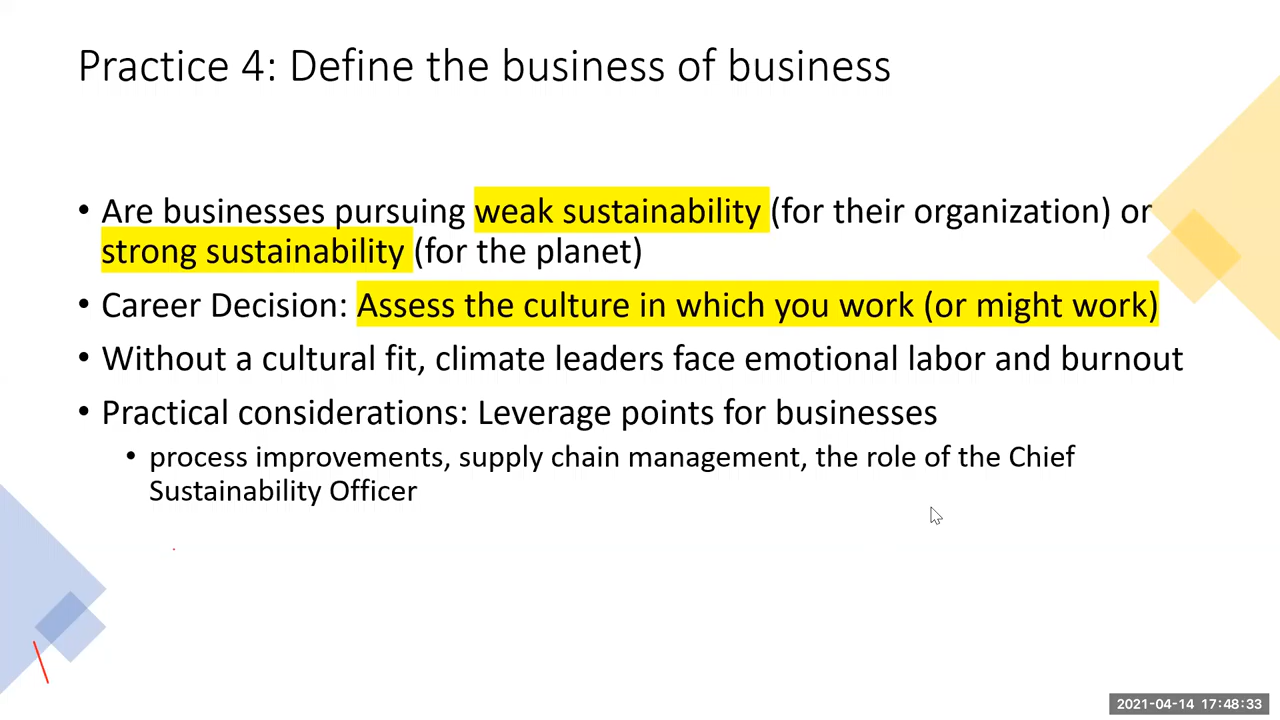 Practice 4: Define the business of business
• Are businesses pursuing weak sustainability (for their organization) or
strong sustainability (for the planet)
• Career Decision: Assess the culture in which you work (or might work)
• Without a cultural fit, climate leaders face emotional labor and burnout
• Practical considerations: Leverage points for businesses
• process improvements, supply chain management, the role of the Chief
Sustainability Officer
2021-04-14 17:48:33